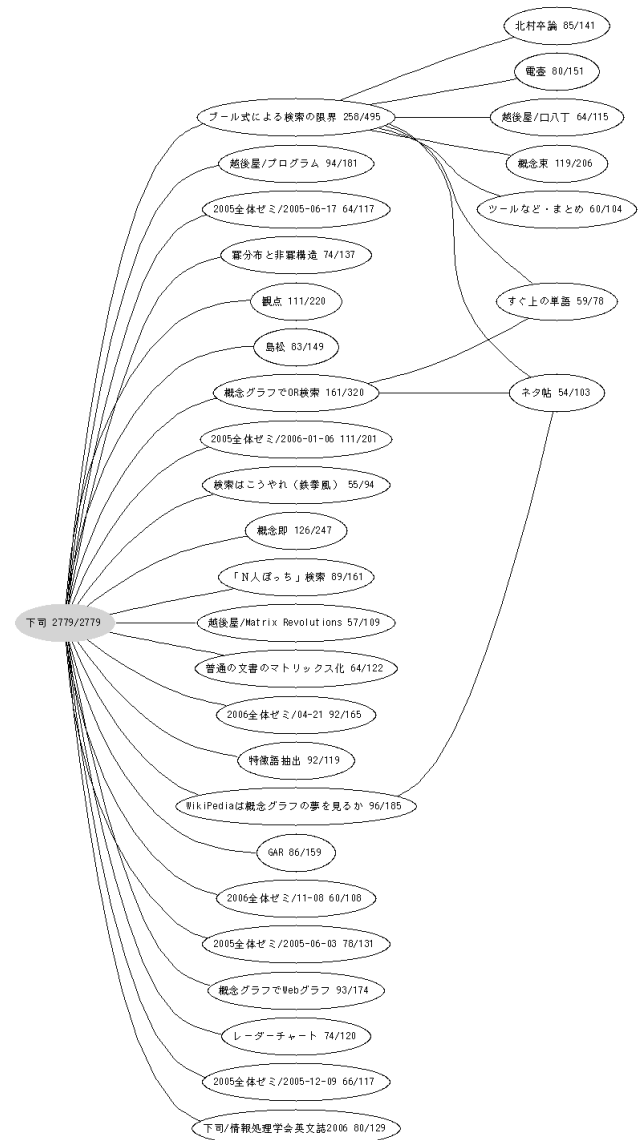 北村卒論 85/141
電壺 80/151
ブール式による検索の限界 258/495
越後屋/口八丁 64/115
越後屋/プログラム 94/181
概念束 119/206
2005全体ゼミ/2005-06-17 64/117
ツールなど・まとめ 60/104
冪分布と非冪構造 74/137
観点 111/220
すぐ上の単語 59/78
島松 83/149
概念グラフでOR検索 161/320
ネタ帖 54/103
2005全体ゼミ/2006-01-06 111/201
検索はこうやれ（鉄拳風） 55/94
概念即 126/247
「N人ぼっち」検索 89/161
下司 2779/2779
越後屋/Matrix Revolutions 57/109
普通の文書のマトリックス化 64/122
2006全体ゼミ/04-21 92/165
特徴語抽出 92/119
WikiPediaは概念グラフの夢を見るか 96/185
GAR 86/159
2006全体ゼミ/11-08 60/108
2005全体ゼミ/2005-06-03 78/131
概念グラフでWebグラフ 93/174
レーダーチャート 74/120
2005全体ゼミ/2005-12-09 66/117
下司/情報処理学会英文誌2006 80/129